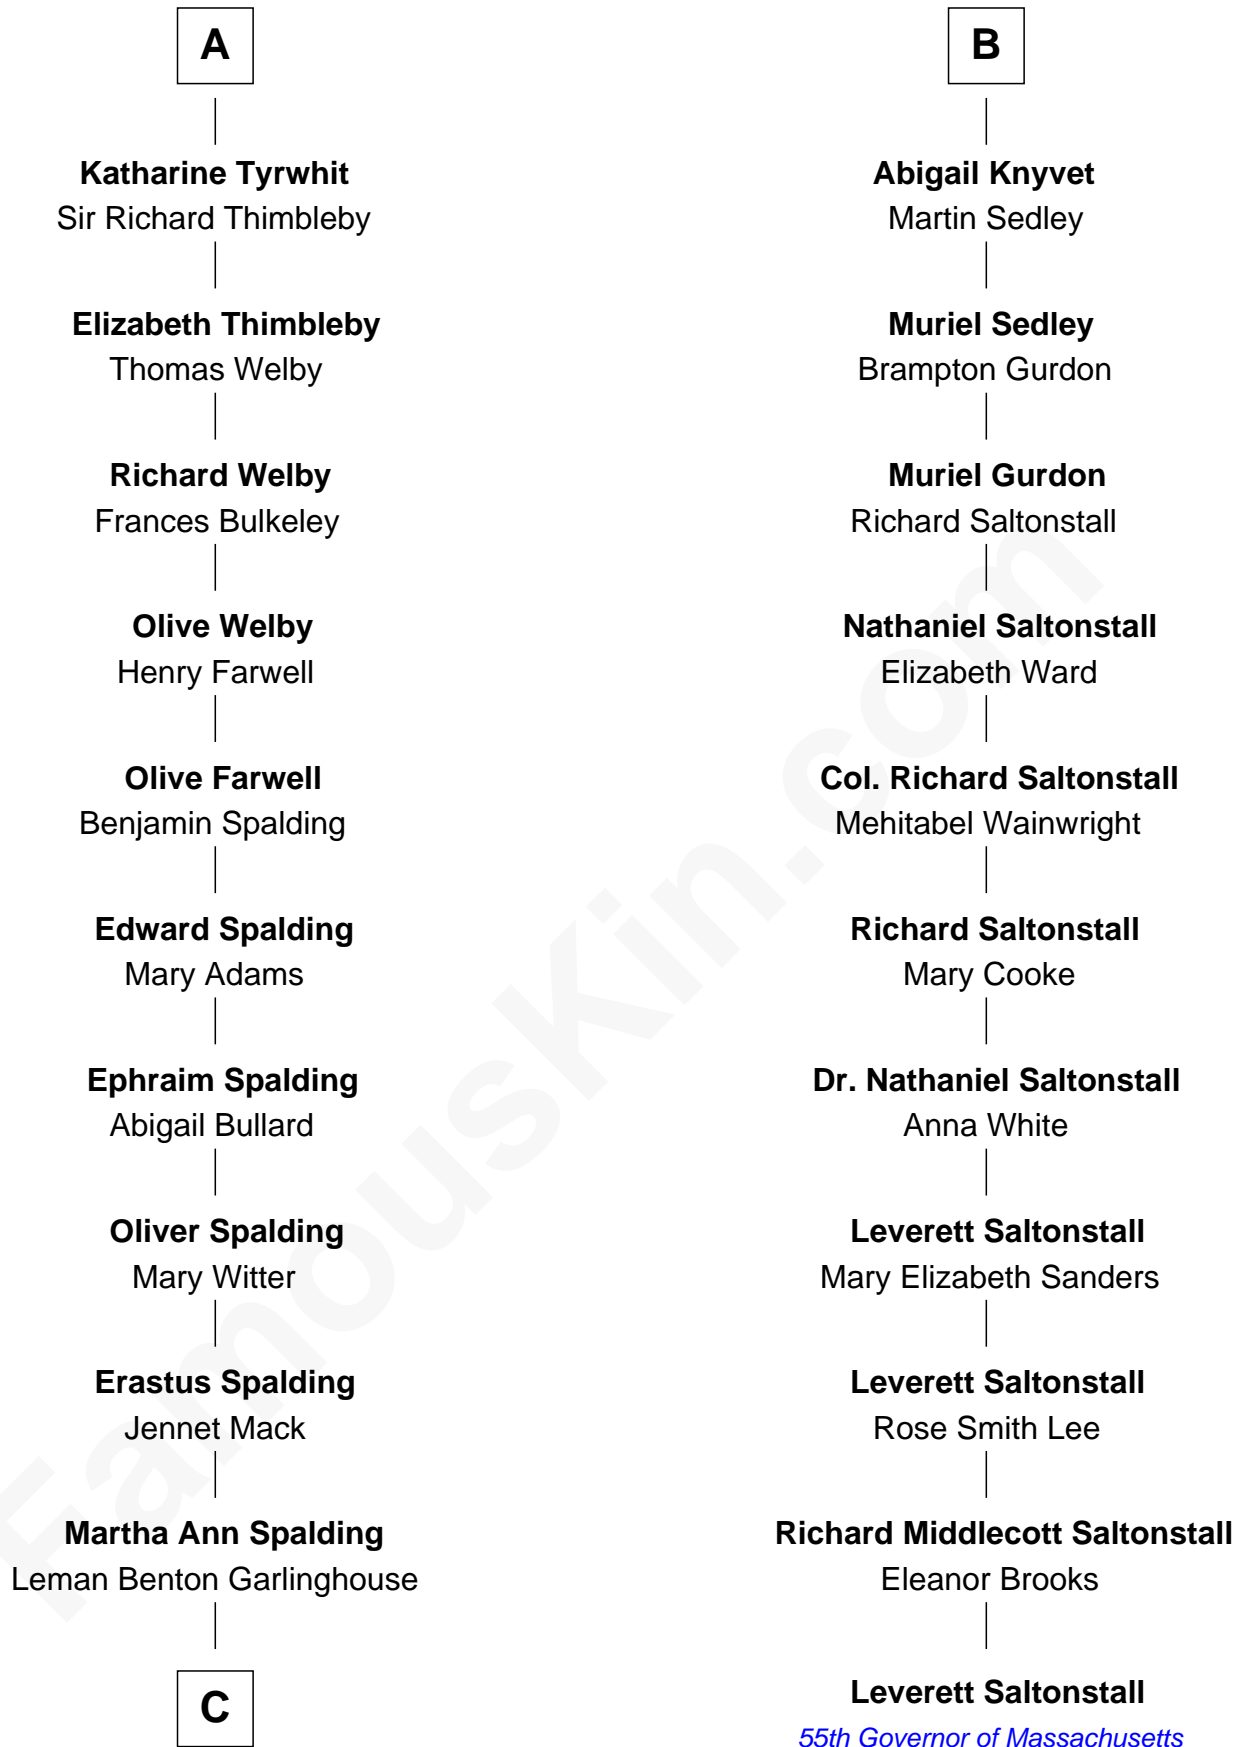 A
Katharine Tyrwhit
Sir Richard Thimbleby
Elizabeth Thimbleby
Thomas Welby
Richard Welby
Frances Bulkeley
Olive Welby
Henry Farwell
Olive Farwell
Benjamin Spalding
Edward Spalding
Mary Adams
Ephraim Spalding
Abigail Bullard
Oliver Spalding
Mary Witter
Erastus Spalding
Jennet Mack
Martha Ann Spalding
Leman Benton Garlinghouse
C
B
Abigail Knyvet
Martin Sedley
Muriel Sedley
Brampton Gurdon
Muriel Gurdon
Richard Saltonstall
Nathaniel Saltonstall
Elizabeth Ward
Col. Richard Saltonstall
Mehitabel Wainwright
Richard Saltonstall
Mary Cooke
Dr. Nathaniel Saltonstall
Anna White
Leverett Saltonstall
Mary Elizabeth Sanders
Leverett Saltonstall
Rose Smith Lee
Richard Middlecott Saltonstall
Eleanor Brooks
Leverett Saltonstall
55th Governor of Massachusetts
FamousKin.com